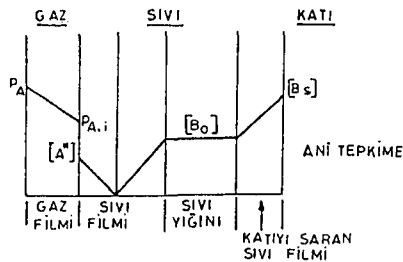 GAZ SIVI KATI
PA
PA,i
[A*]
[Bo]
[Bs]
ANİ TEPKİME
GAZ FİLMİ
SIVI FİLMİ
SIVI YIĞINI
KATIYI SARAN
SIVI FİLMİ